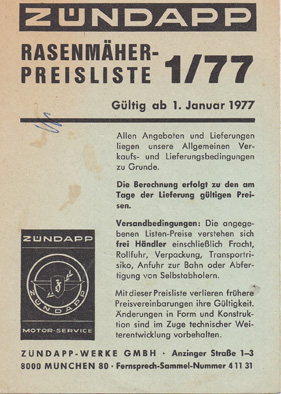 ZÜNDAPP
RASENMÄHER-
PREISLISTE 1/77
Gültig ab 1. Januar 1977
Allen Angeboten und Lieferungen
liegen unsere Allgemeinen Ver-
kaufs- und Lieferungsbedingungen
zu Grunde.
Die Berechnung erfolgt zu den am
Tage der Lieferung gültigen Prei-
sen.
Versandbedingungen: Die angege-
benen Listen-Preise verstehen sich
frei Händler einschließlich Fracht,
Rollfuhr, Verpackung, Transportri-
siko, Anfuhr zur Bahn oder Abfer-
tigung von Selbstabholern.
Mit dieser Preisliste verlieren frühere
Preisvereinbarungen ihre Gültigkeit.
Änderungen in Form und Konstruk-
tion sind im Zuge technischer Wei-
terentwicklung vorbehalten.
ZÜNDAPP
ZÜNDAPP
MOTOR-SERVICE
ZÜNDAPP-WERKE GMBH · Anzinger Straße 1–3
8000 MÜNCHEN 80 · Fernsprech-Sammel-Nummer 41131